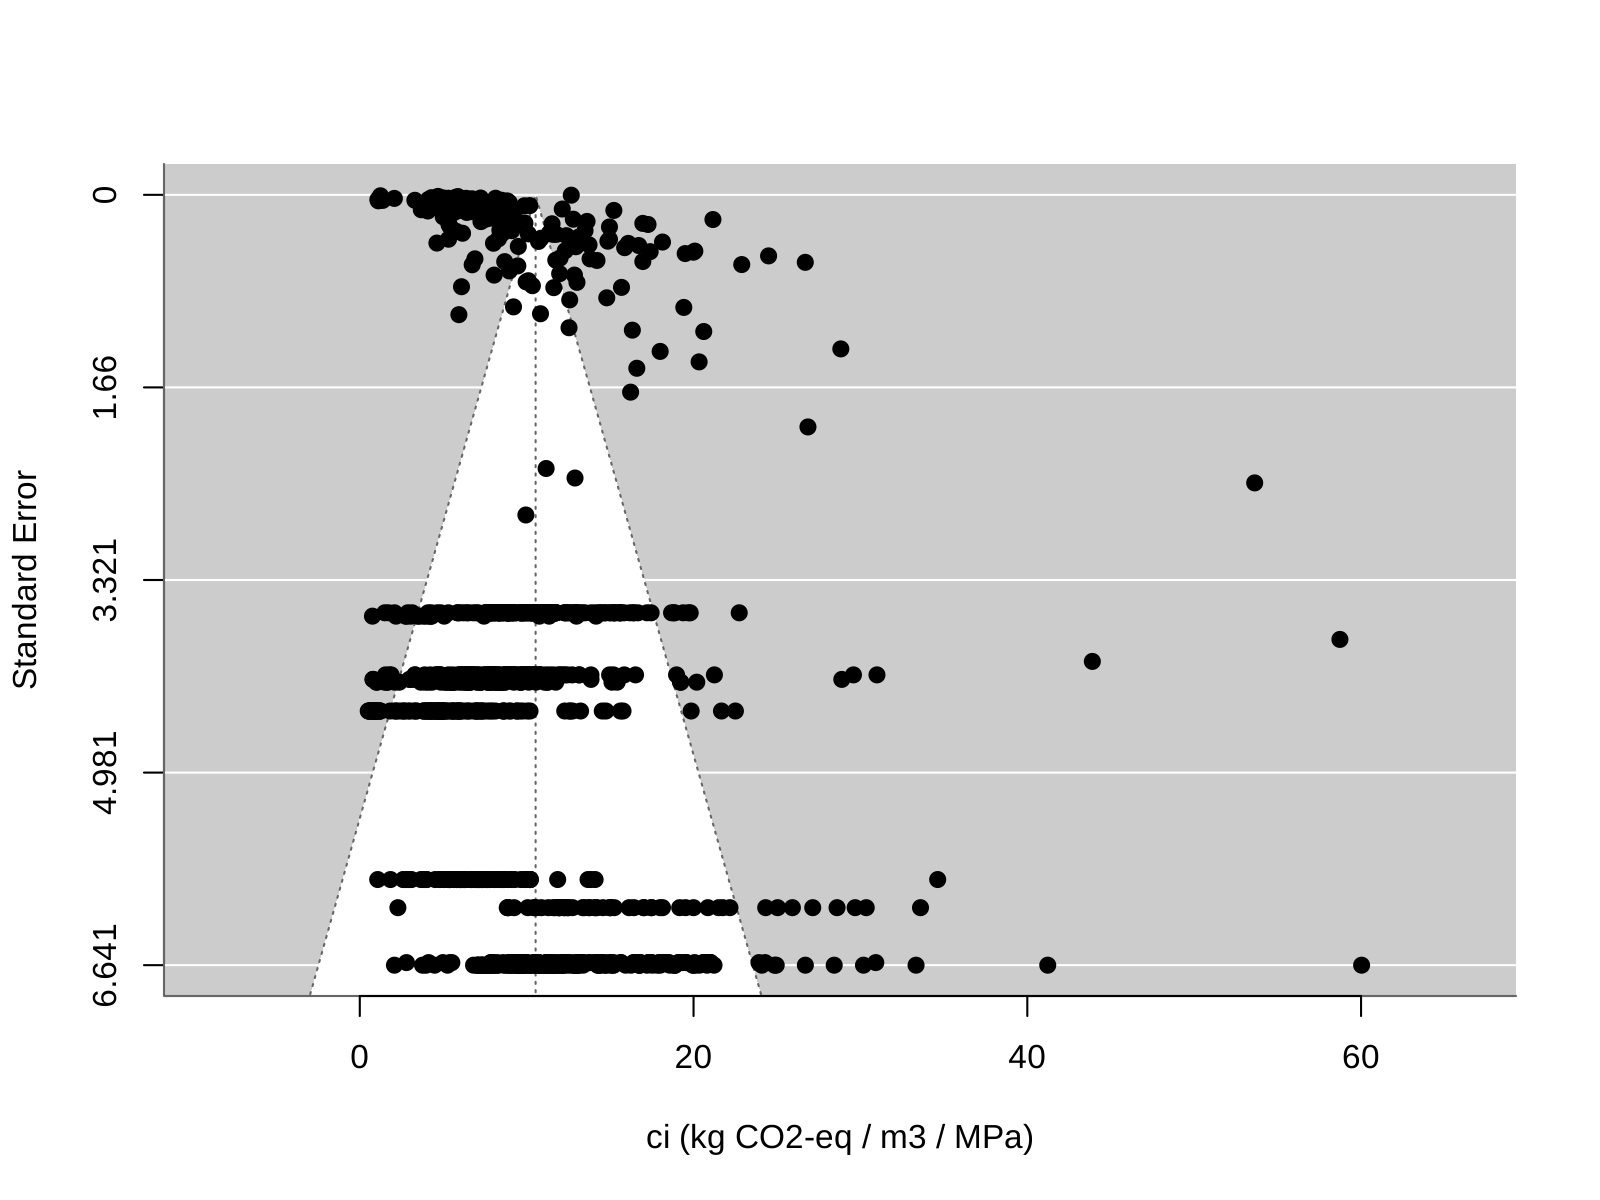 Standard Error
0
1.66
3.321
4.981
6.641
0 20 40 60
ci (kg CO2-eq / m3 / MPa)